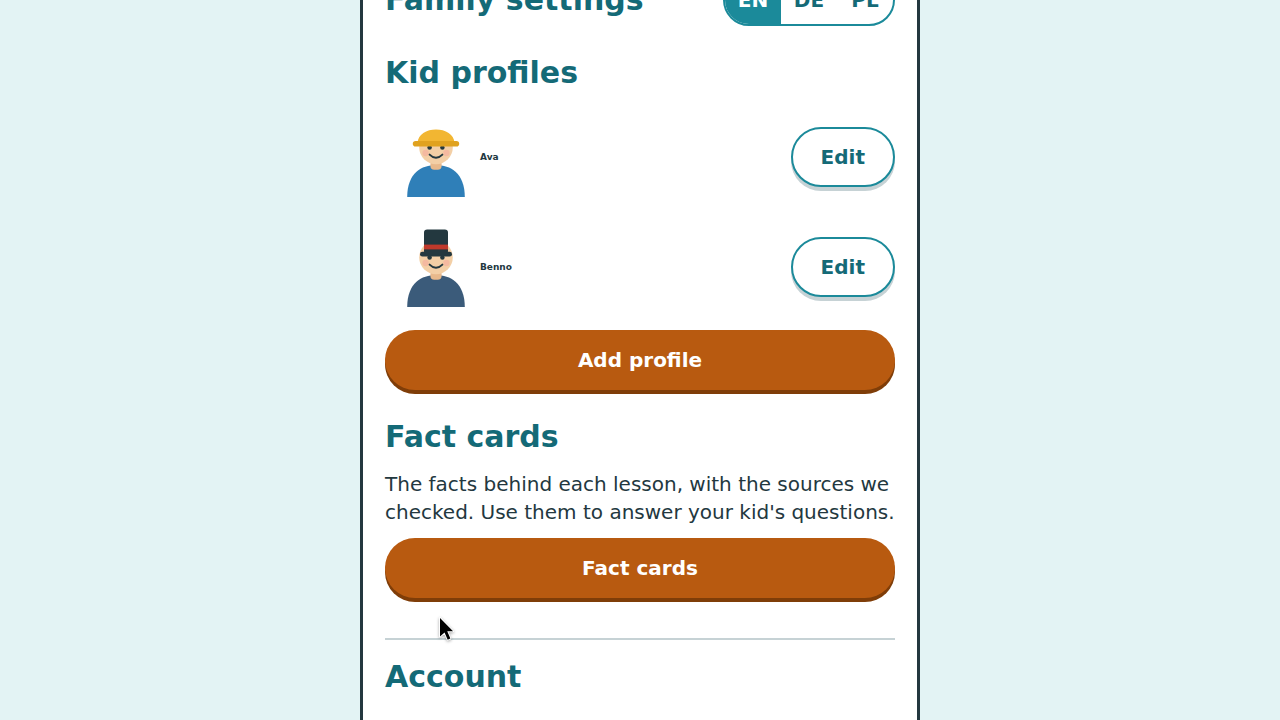 Family settings
EN DE PL
Kid profiles
Ava
Edit
Benno
Edit
Add profile
Fact cards
The facts behind each lesson, with the sources we
checked. Use them to answer your kid's questions.
Fact cards
Account